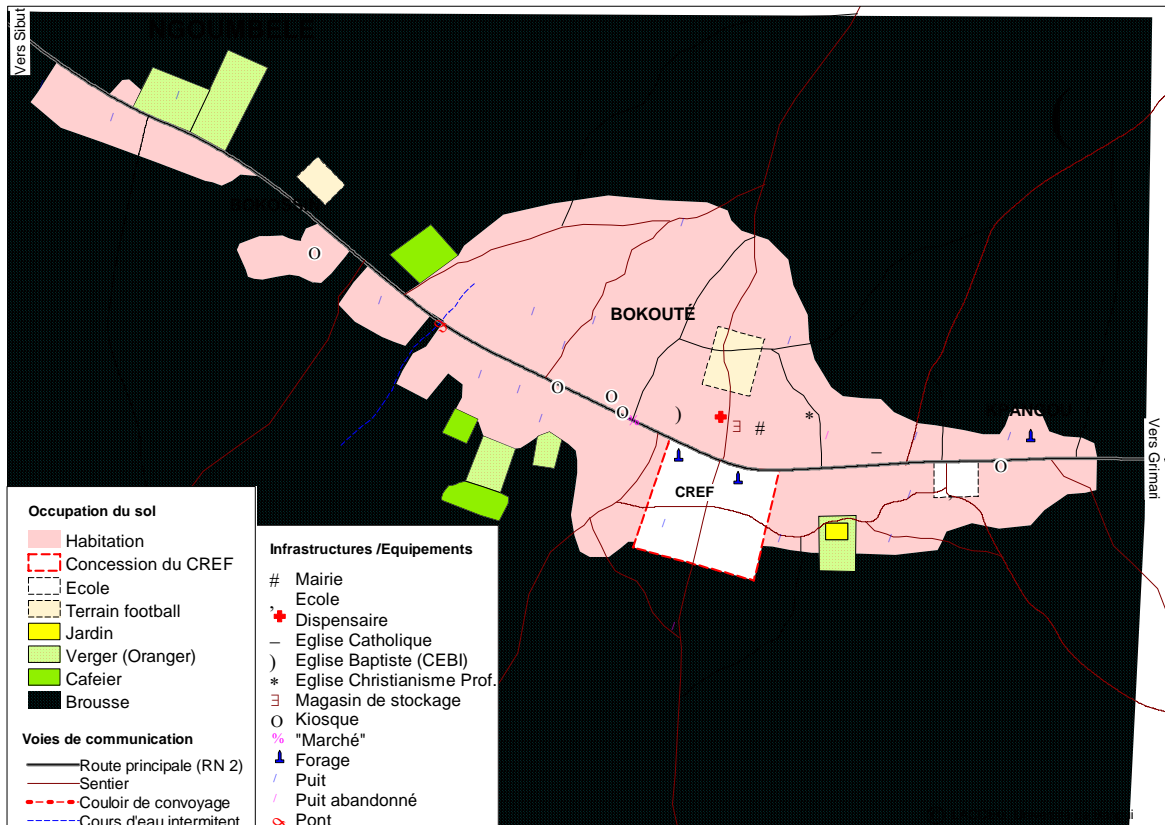 Vers Sibut
NGOUMBELE
BOKOUTÉ
CREF
Vers Grimari
Occupation du sol
Habitation
Concession du CREF
Ecole
Terrain football
Jardin
Verger (Oranger)
Cafeier
Brousse
Voies de communication
Route principale (RN 2)
Sentier
Couloir de convoyage
Cours d'eau intermitent
Infrastructures /Equipements
# Mairie
, Ecole
Dispensaire
– Eglise Catholique
) Eglise Baptiste (CEBI)
* Eglise Christianisme Prof.
∃ Magasin de stockage
O Kiosque
% "Marché"
Forage
/ Puit
/ Puit abandonné
Pont